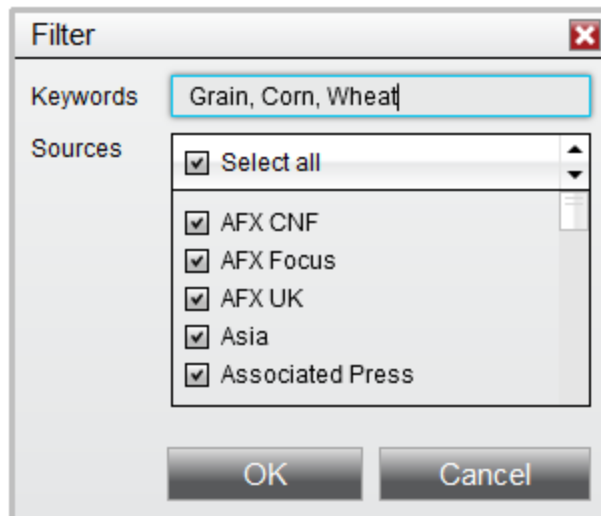 Filter
Keywords Grain, Corn, Wheat
Sources
Select all
AFX CNF
AFX Focus
AFX UK
Asia
Associated Press
OK Cancel